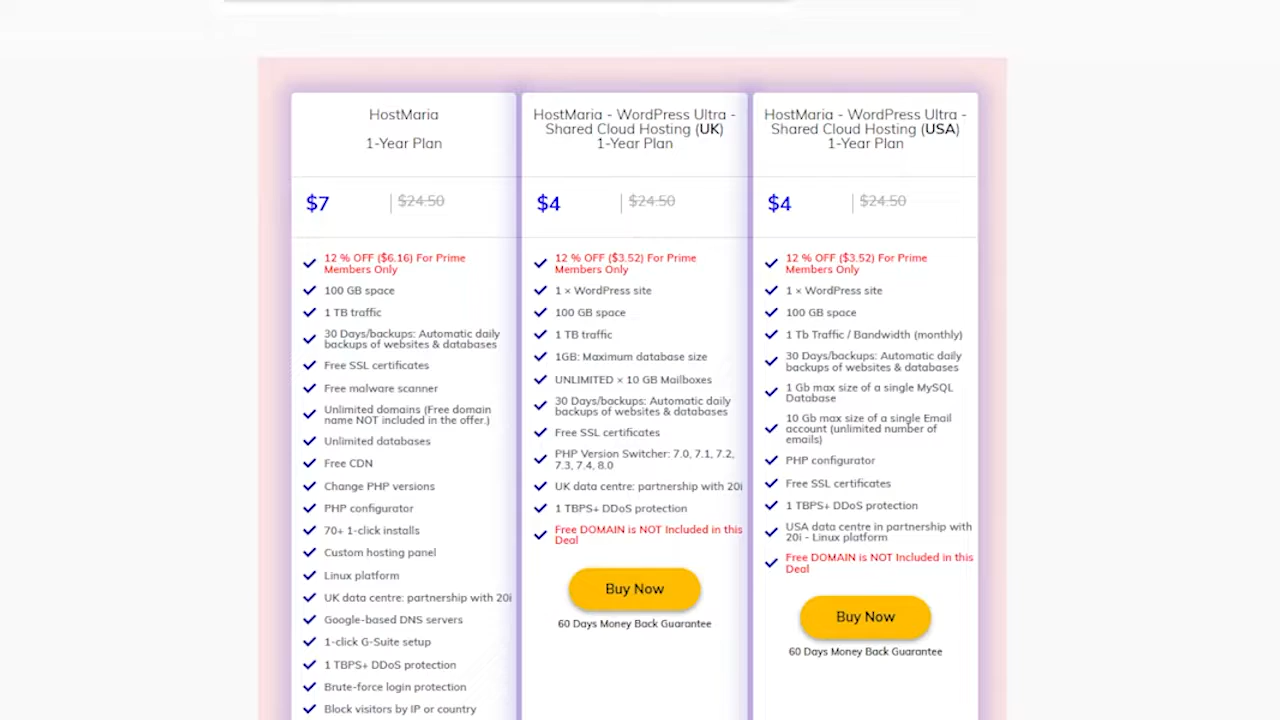 HostMaria
1-Year Plan
$7
$24.50
12 % OFF ($6.16) For Prime
Members Only
100 GB space
1 TB traffic
30 Days/backups: Automatic daily
backups of websites & databases
Free SSL certificates
Free malware scanner
Unlimited domains (Free domain
name NOT included in the offer.)
Unlimited databases
Free CDN
Change PHP versions
PHP configurator
70+ 1-click installs
Custom hosting panel
Linux platform
UK data centre: partnership with 20i
Google-based DNS servers
1-click G-Suite setup
1 TBPS+ DDoS protection
Brute-force login protection
Block visitors by IP or country
HostMaria - WordPress Ultra -
Shared Cloud Hosting (UK)
1-Year Plan
$4
$24.50
12 % OFF ($3.52) For Prime
Members Only
1 × WordPress site
100 GB space
1 TB traffic
1GB: Maximum database size
UNLIMITED × 10 GB Mailboxes
30 Days/backups: Automatic daily
backups of websites & databases
Free SSL certificates
PHP Version Switcher: 7.0, 7.1, 7.2,
7.3, 7.4, 8.0
UK data centre: partnership with 20i
1 TBPS+ DDoS protection
Free DOMAIN is NOT Included in this
Deal
Buy Now
60 Days Money Back Guarantee
HostMaria - WordPress Ultra -
Shared Cloud Hosting (USA)
1-Year Plan
$4
$24.50
12 % OFF ($3.52) For Prime
Members Only
1 × WordPress site
100 GB space
1 Tb Traffic / Bandwidth (monthly)
30 Days/backups: Automatic daily
backups of websites & databases
1 Gb max size of a single MySQL
Database
10 Gb max size of a single Email
account (unlimited number of
emails)
PHP configurator
Free SSL certificates
1 TBPS+ DDoS protection
USA data centre in partnership with
20i - Linux platform
Free DOMAIN is NOT Included in this
Deal
Buy Now
60 Days Money Back Guarantee